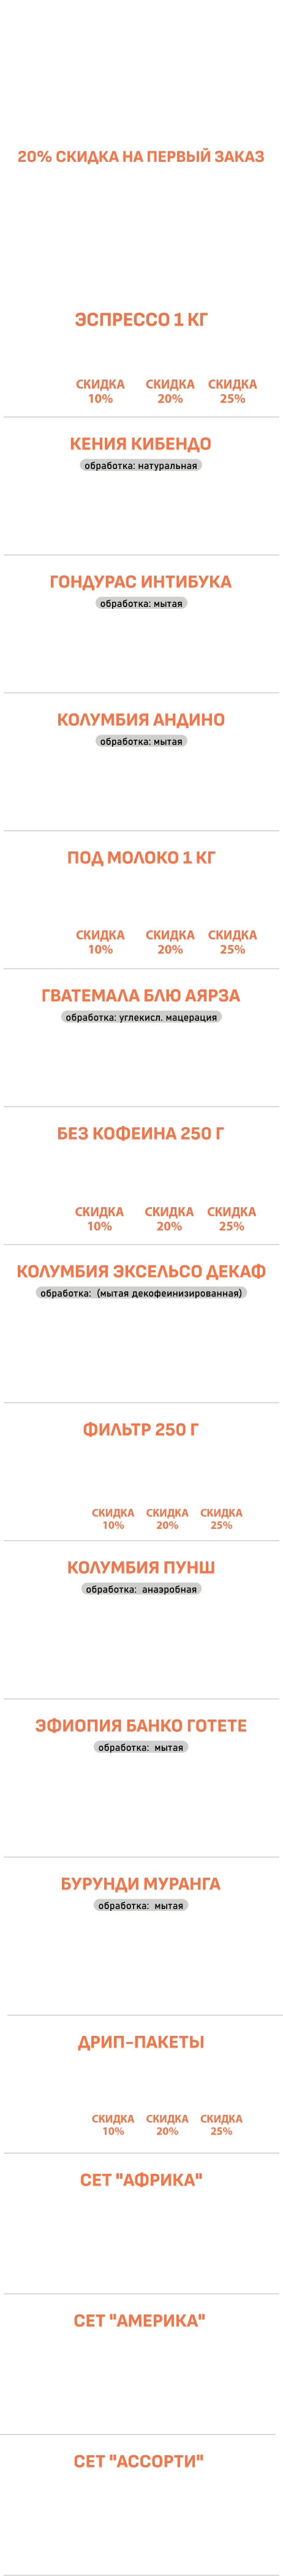 20% СКИДКА НА ПЕРВЫЙ ЗАКАЗ
ЭСПРЕССО 1 КГ
СКИДКА СКИДКА СКИДКА
10% 20% 25%
КЕНИЯ КИБЕНДО
обработка: натуральная
ГОНДУРАС ИНТИБУКА
обработка: мытая
КОЛУМБИЯ АНДИНО
обработка: мытая
ПОД МОЛОКО 1 КГ
СКИДКА СКИДКА СКИДКА
10% 20% 25%
ГВАТЕМАЛА БЛЮ АЯРЗА
обработка: углекисл. мацерация
БЕЗ КОФЕИНА 250 Г
СКИДКА СКИДКА СКИДКА
10% 20% 25%
КОЛУМБИЯ ЭКСЕЛЬСО ДЕКАФ
обработка: (мытая декофеинизированная)
ФИЛЬТР 250 Г
СКИДКА СКИДКА СКИДКА
10% 20% 25%
КОЛУМБИЯ ПУНШ
обработка: анаэробная
ЭФИОПИЯ БАНКО ГОТЕТЕ
обработка: мытая
БУРУНДИ МУРАНГА
обработка: мытая
ДРИП-ПАКЕТЫ
СКИДКА СКИДКА СКИДКА
10% 20% 25%
СЕТ "АФРИКА"
СЕТ "АМЕРИКА"
СЕТ "АССОРТИ"